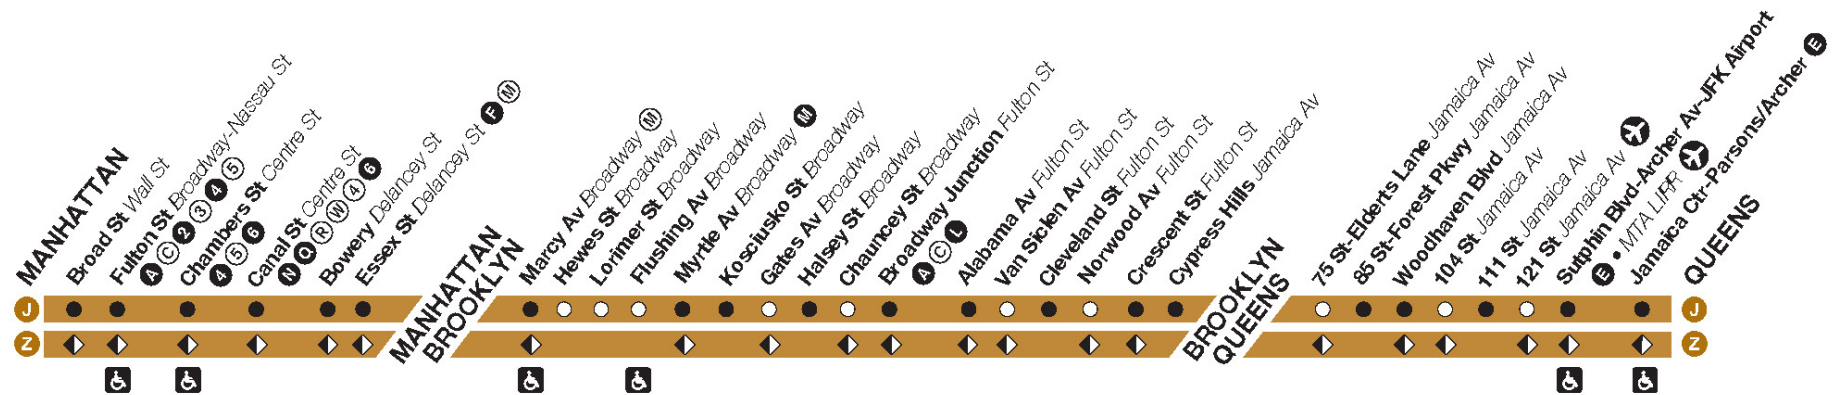 MANHATTAN
Broad St Wall St
Fulton St Broadway-Nassau St
A C 2 3 4 5
Chambers St Centre St
4 5 6
Canal St Centre St
N Q R W 4 6
Bowery Delancey St
Essex St Delancey St F M
MANHATTAN
BROOKLYN
Marcy Av Broadway M
Hewes St Broadway
Lorimer St Broadway
Flushing Av Broadway
Myrtle Av Broadway M
Kosciusko St Broadway
Gates Av Broadway
Halsey St Broadway
Chauncey St Broadway
Broadway Junction Fulton St
A C L
Alabama Av Fulton St
Van Siclen Av Fulton St
Cleveland St Fulton St
Norwood Av Fulton St
Crescent St Fulton St
Cypress Hills Jamaica Av
BROOKLYN
QUEENS
75 St-Elderts Lane Jamaica Av
85 St-Forest Pkwy Jamaica Av
Woodhaven Blvd Jamaica Av
104 St Jamaica Av
111 St Jamaica Av
121 St Jamaica Av
Sutphin Blvd-Archer Av-JFK Airport
E • MTA LIRR
Jamaica Ctr-Parsons/Archer E
QUEENS
J J
Z Z